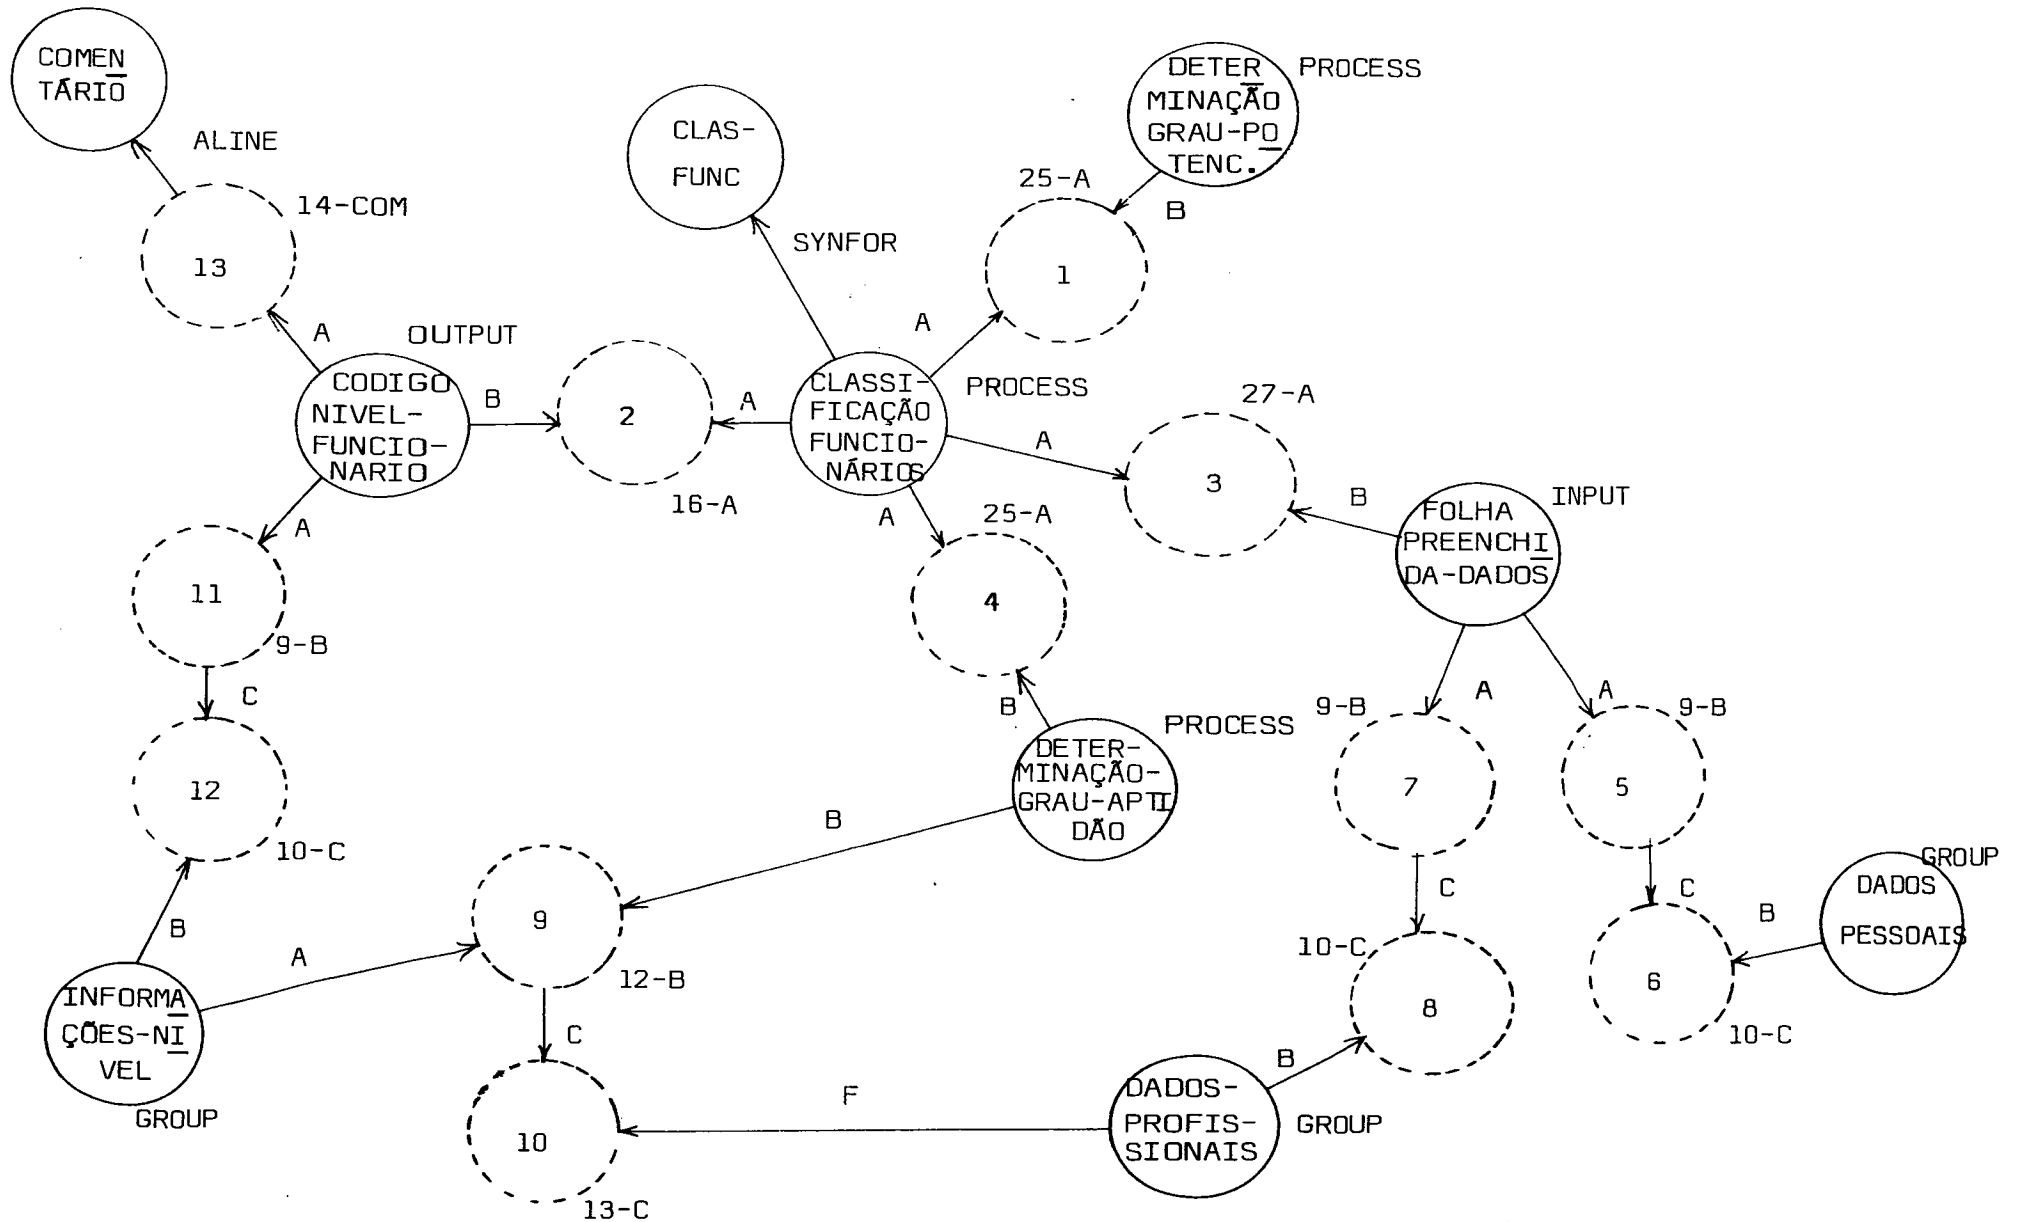 COMEN
TÁRIO
ALINE
14-COM
13
A
OUTPUT
CODIGO
NIVEL-
FUNCIO-
NARIO
B
2
16-A
A
11
9-B
C
12
10-C
B
INFORMA
ÇÕES-NI
VEL
GROUP
A
CLAS-
FUNC
SYNFOR
DETER
MINAÇÃO
GRAU-PO
TENC.
PROCESS
25-A
B
1
A
CLASSI-
FICAÇÃO
FUNCIO-
NÁRIOS
PROCESS
A
A
27-A
3
B
FOLHA
PREENCHI
DA-DADOS
INPUT
A
25-A
4
B
DETER-
MINAÇÃO-
GRAU-APTI
DÃO
PROCESS
B
9
12-B
C
10
13-C
F
DADOS-
PROFIS-
SIONAIS
GROUP
B
9-B
A
7
C
10-C
8
A
9-B
5
C
6
10-C
B
GROUP
DADOS
PESSOAIS